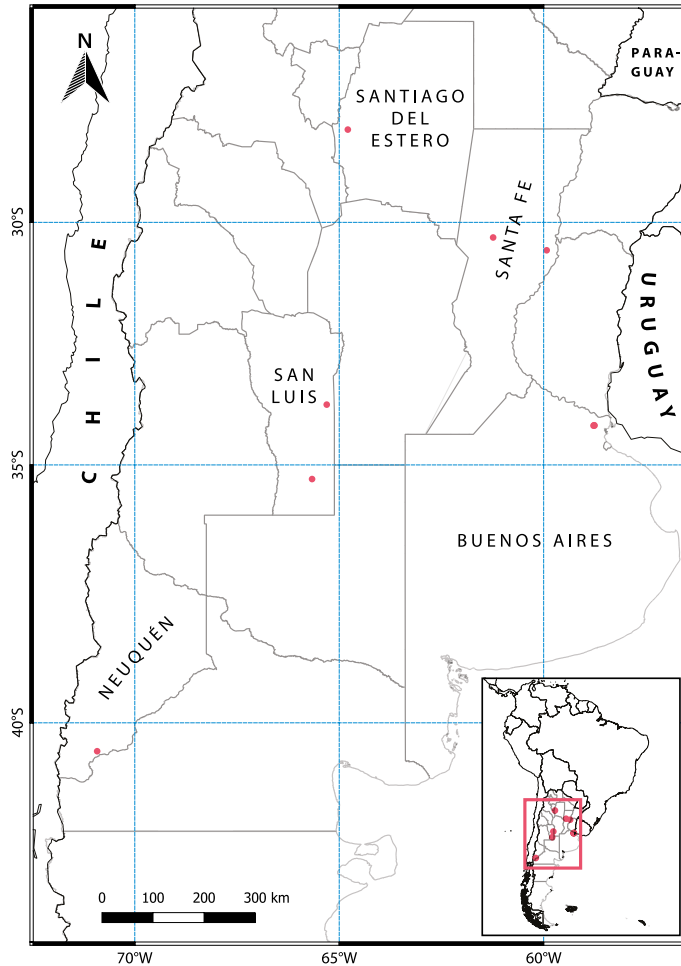 N
PARA-
GUAY
SANTIAGO
DEL
ESTERO
30°S
SANTA FE
CHILE
URUGUAY
SAN
LUIS
35°S
BUENOS AIRES
NEUQUÉN
40°S
0 100 200 300 km
70°W 65°W 60°W